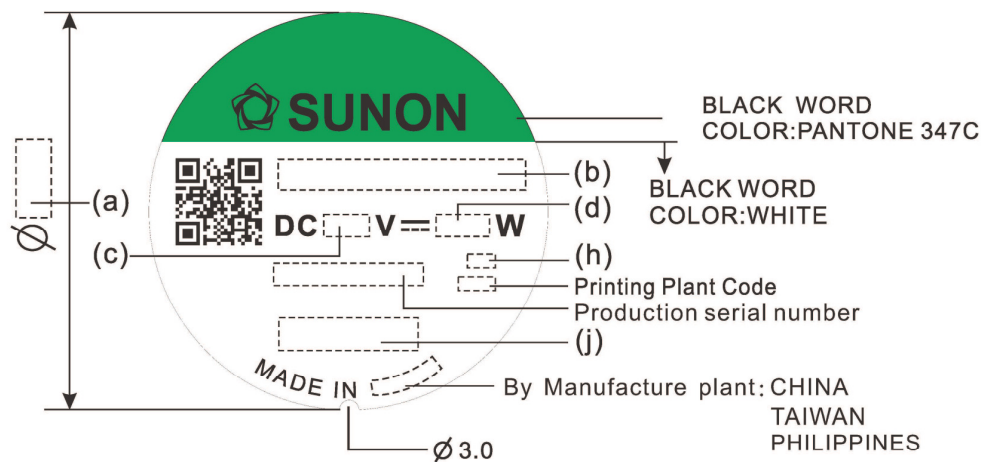 SUNON
BLACK WORD
COLOR:PANTONE 347C
BLACK WORD
COLOR:WHITE
(a)
(b)
(d)
DC V W
(c)
(h)
Printing Plant Code
Production serial number
(j)
MADE IN
By Manufacture plant: CHINA
TAIWAN
PHILIPPINES
Ø
Ø 3.0